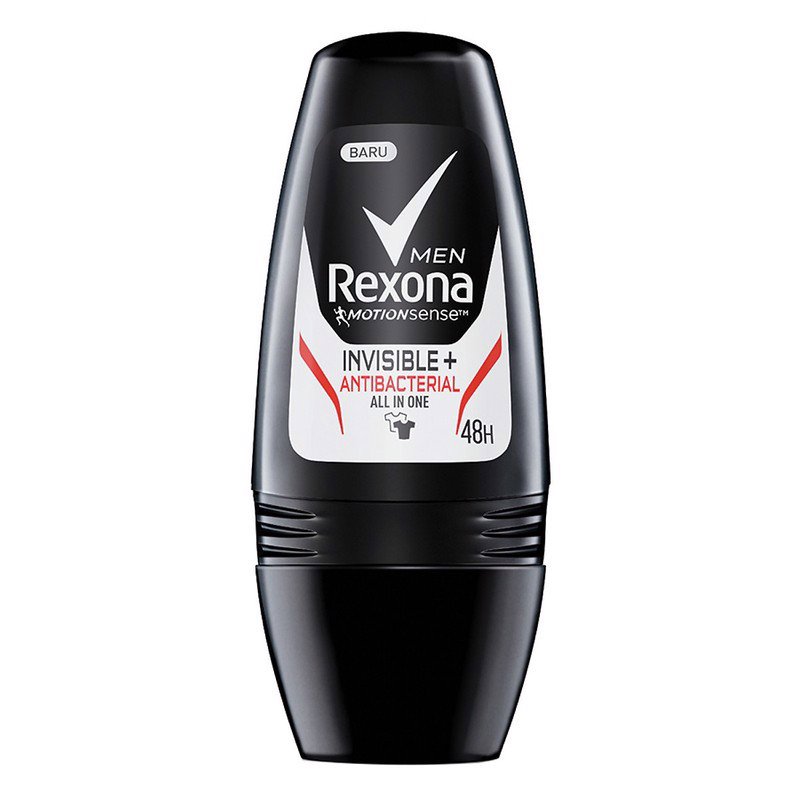 BARU
MEN
Rexona
MOTIONsense™
INVISIBLE+
ANTIBACTERIAL
ALL IN ONE
48H